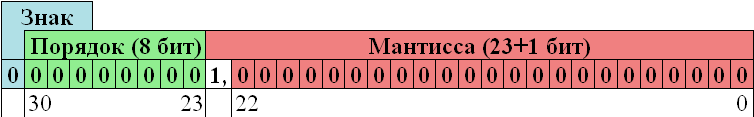 Знак
Порядок (8 бит) Мантисса (23+1 бит)
0 0 0 0 0 0 0 0 0 1, 0 0 0 0 0 0 0 0 0 0 0 0 0 0 0 0 0 0 0 0 0 0 0
30 23 22 0